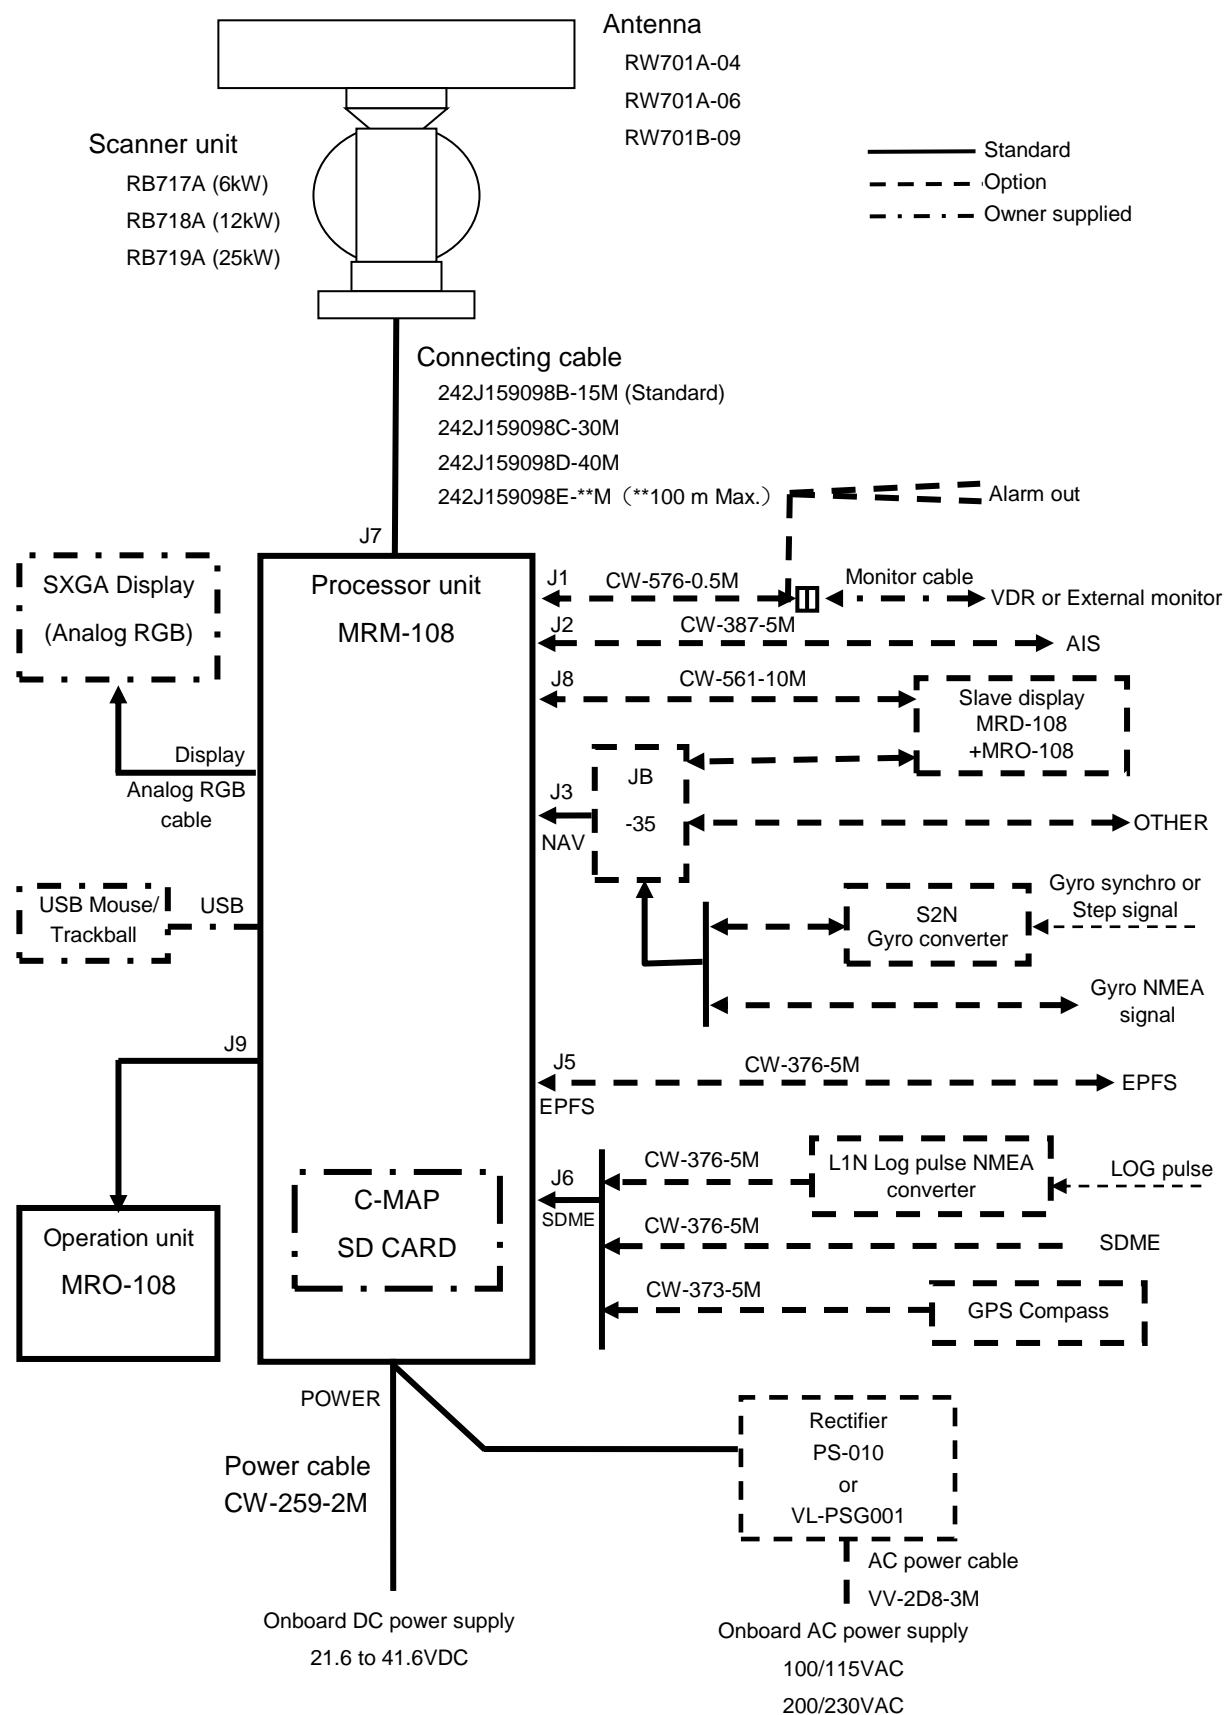 Antenna
RW701A-04
RW701A-06
RW701B-09
Scanner unit
RB717A (6kW)
RB718A (12kW)
RB719A (25kW)
Standard
Option
Owner supplied
Connecting cable
242J159098B-15M (Standard)
242J159098C-30M
242J159098D-40M
242J159098E-**M（**100 m Max.）
Alarm out
J7
SXGA Display
(Analog RGB)
Processor unit
MRM-108
J1
CW-576-0.5M
Monitor cable
VDR or External monitor
J2
CW-387-5M
AIS
J8
CW-561-10M
Slave display
MRD-108
+MRO-108
Display
Analog RGB
cable
J3
NAV
JB
-35
OTHER
USB Mouse/
Trackball
USB
S2N
Gyro converter
Gyro synchro or
Step signal
Gyro NMEA
signal
J9
J5
EPFS
CW-376-5M
EPFS
Operation unit
MRO-108
C-MAP
SD CARD
J6
SDME
CW-376-5M
L1N Log pulse NMEA
converter
LOG pulse
CW-376-5M
SDME
CW-373-5M
GPS Compass
POWER
Power cable
CW-259-2M
Rectifier
PS-010
or
VL-PSG001
AC power cable
VV-2D8-3M
Onboard DC power supply
21.6 to 41.6VDC
Onboard AC power supply
100/115VAC
200/230VAC